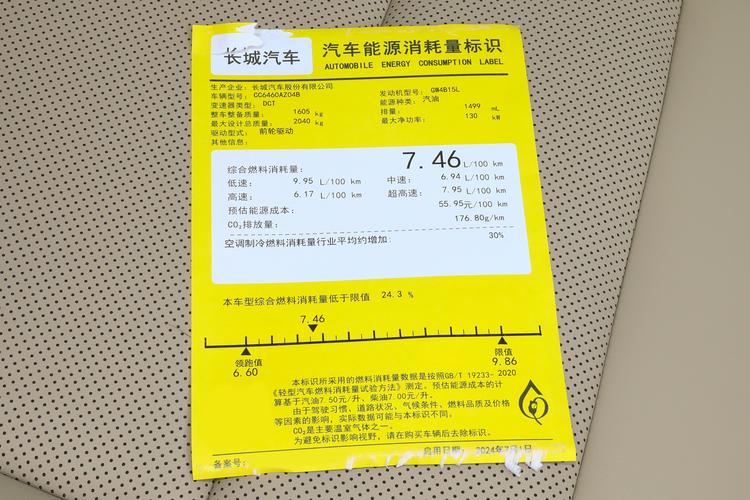 长城汽车 汽车能源消耗量标识
AUTOMOBILE ENERGY CONSUMPTION LABEL
生产企业: 长城汽车股份有限公司
车辆型号: CC6460AZ04B 发动机型号: GW4B15L
变速器类型: DCT 能源种类: 汽油
整车整备质量: 1605 kg 排量: 1499 mL
最大设计总质量: 2040 kg 最大净功率: 130 kW
驱动型式: 前轮驱动
其他信息:
综合燃料消耗量: 7.46 L/100 km
低速: 9.95 L/100 km 中速: 6.94 L/100 km
高速: 6.17 L/100 km 超高速: 7.95 L/100 km
预估能源成本: 55.95元/100 km
CO₂排放量: 176.80g/km
空调制冷燃料消耗量行业平均约增加: 30%
本车型综合燃料消耗量低于限值 24.3 %
7.46
领跑值 限值
6.60 9.86
本标识所采用的燃料消耗量数据是按照GB/T 19233-2020
《轻型汽车燃料消耗量试验方法》测定。预估能源成本的计
算基于汽油7.50元/升、柴油7.00元/升。
由于驾驶习惯、道路状况、气候条件、燃料品质及价格
等因素的影响,实际数据可能与本标识不同。
CO₂是主要温室气体之一。
为避免标识影响视野,请在购买车辆后去除标识。
备案号: 启用日期: 2024年7月1日